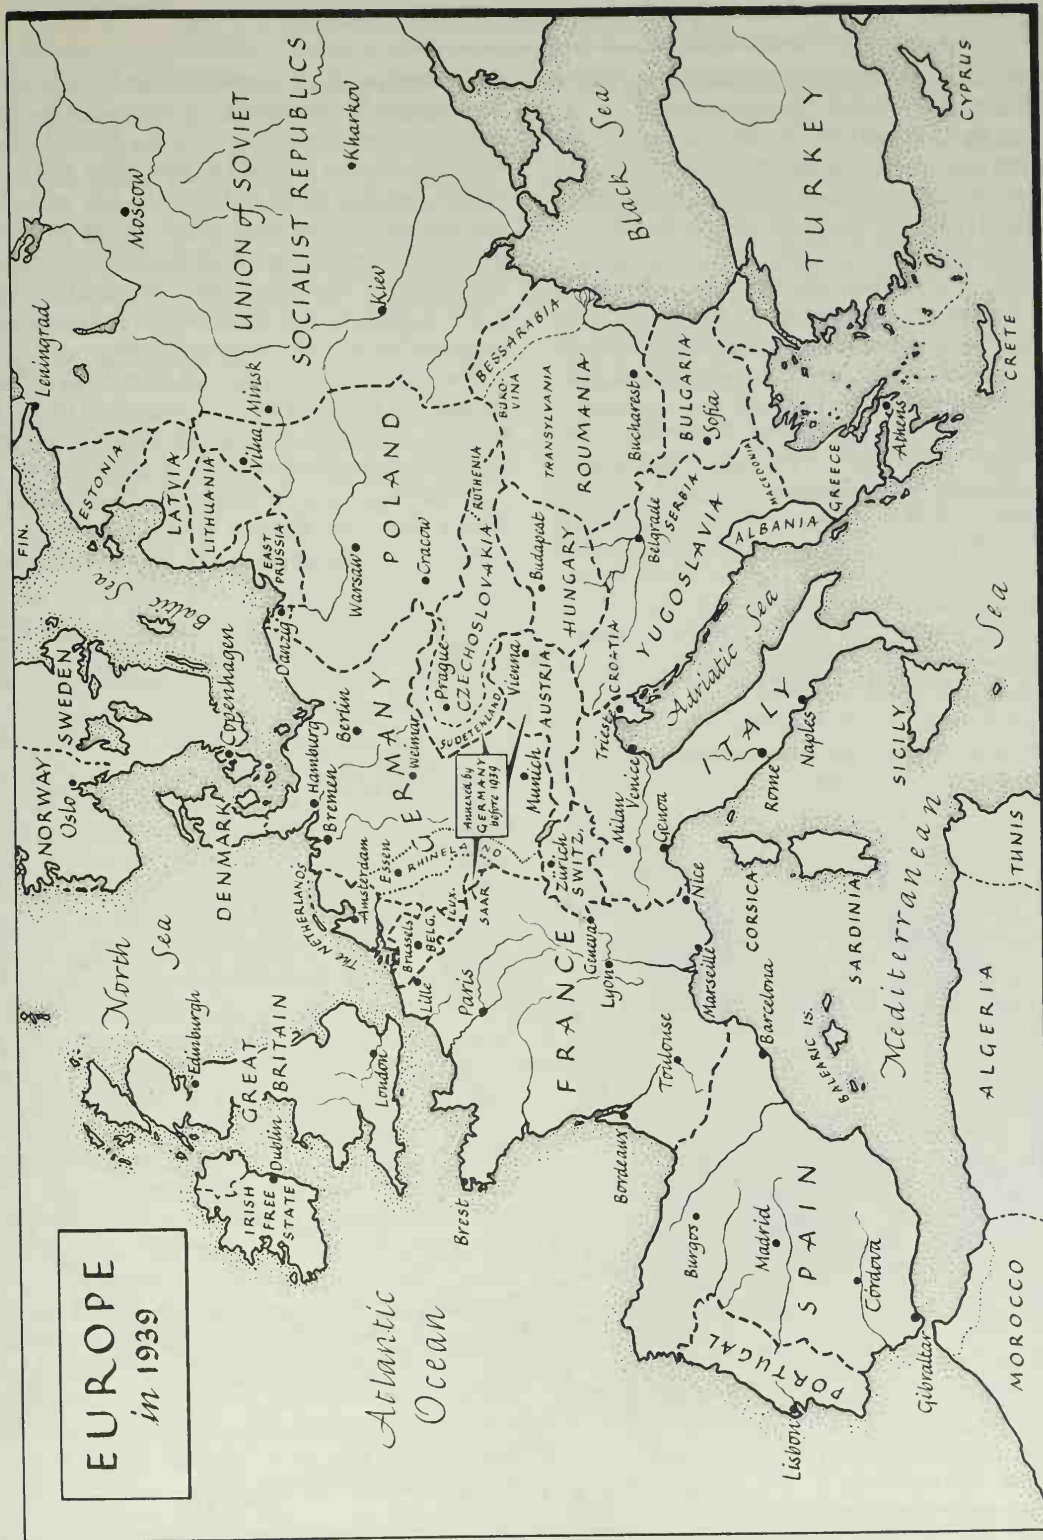 EUROPE
in 1939
Atlantic
Ocean
North
Sea
NORWAY
Oslo
SWEDEN
FIN.
Leningrad
Baltic
Sea
ESTONIA
LATVIA
LITHUANIA
Vilna
Minsk
Moscow
UNION of SOVIET
SOCIALIST REPUBLICS
Kharkov
Kiev
DENMARK
Copenhagen
EAST
PRUSSIA
Danzig
IRISH
FREE
STATE
Dublin
GREAT
BRITAIN
Edinburgh
London
THE NETHERLANDS
Amsterdam
Brussels
BELG.
LUX.
Lille
Bremen
Hamburg
Berlin
GERMANY
Essen
RHINEL'D
Weimar
SAAR
Annexed by
GERMANY
before 1939
Munich
SUDETENLAND
Prague
CZECHOSLOVAKIA
RUTHENIA
Warsaw
POLAND
Cracow
Vienna
AUSTRIA
Budapest
HUNGARY
BESSARABIA
BUKO
VINA
TRANSYLVANIA
ROUMANIA
Bucharest
Black Sea
Brest
Paris
FRANCE
Zürich
SWITZ.
Geneva
Lyon
Bordeaux
Toulouse
Marseille
Nice
Milan
Venice
Genoa
Trieste
CROATIA
YUGOSLAVIA
Belgrade
SERBIA
BULGARIA
Sofia
MACEDONIA
ALBANIA
GREECE
Athens
CRETE
TURKEY
CYPRUS
Adriatic Sea
ITALY
Rome
Naples
SICILY
CORSICA
SARDINIA
Barcelona
BALEARIC IS.
Burgos
Madrid
SPAIN
Córdova
PORTUGAL
Lisbon
Gibraltar
Mediterranean
Sea
MOROCCO
ALGERIA
TUNIS